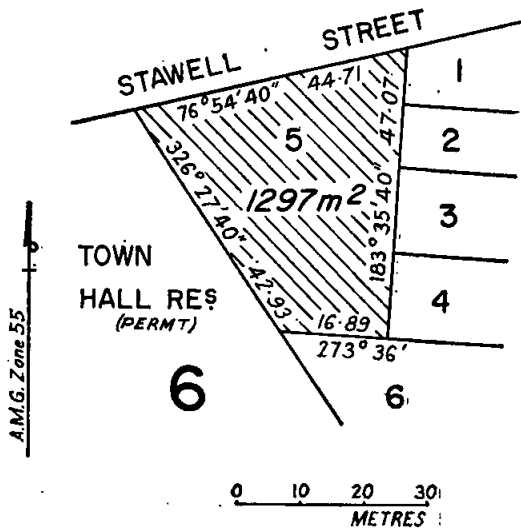 STAWELL STREET
76° 54' 40" 44.71
1
47.07
2
5
326° 27' 40"
1297m²
183° 35' 40"
3
TOWN
HALL RES
(PERMT)
42.93
4
16.89
273° 36'
6
6
A.M.G. Zone 55
0 10 20 30
METRES